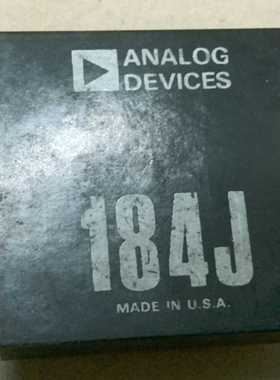 ANALOG
DEVICES
184J
MADE IN U.S.A.